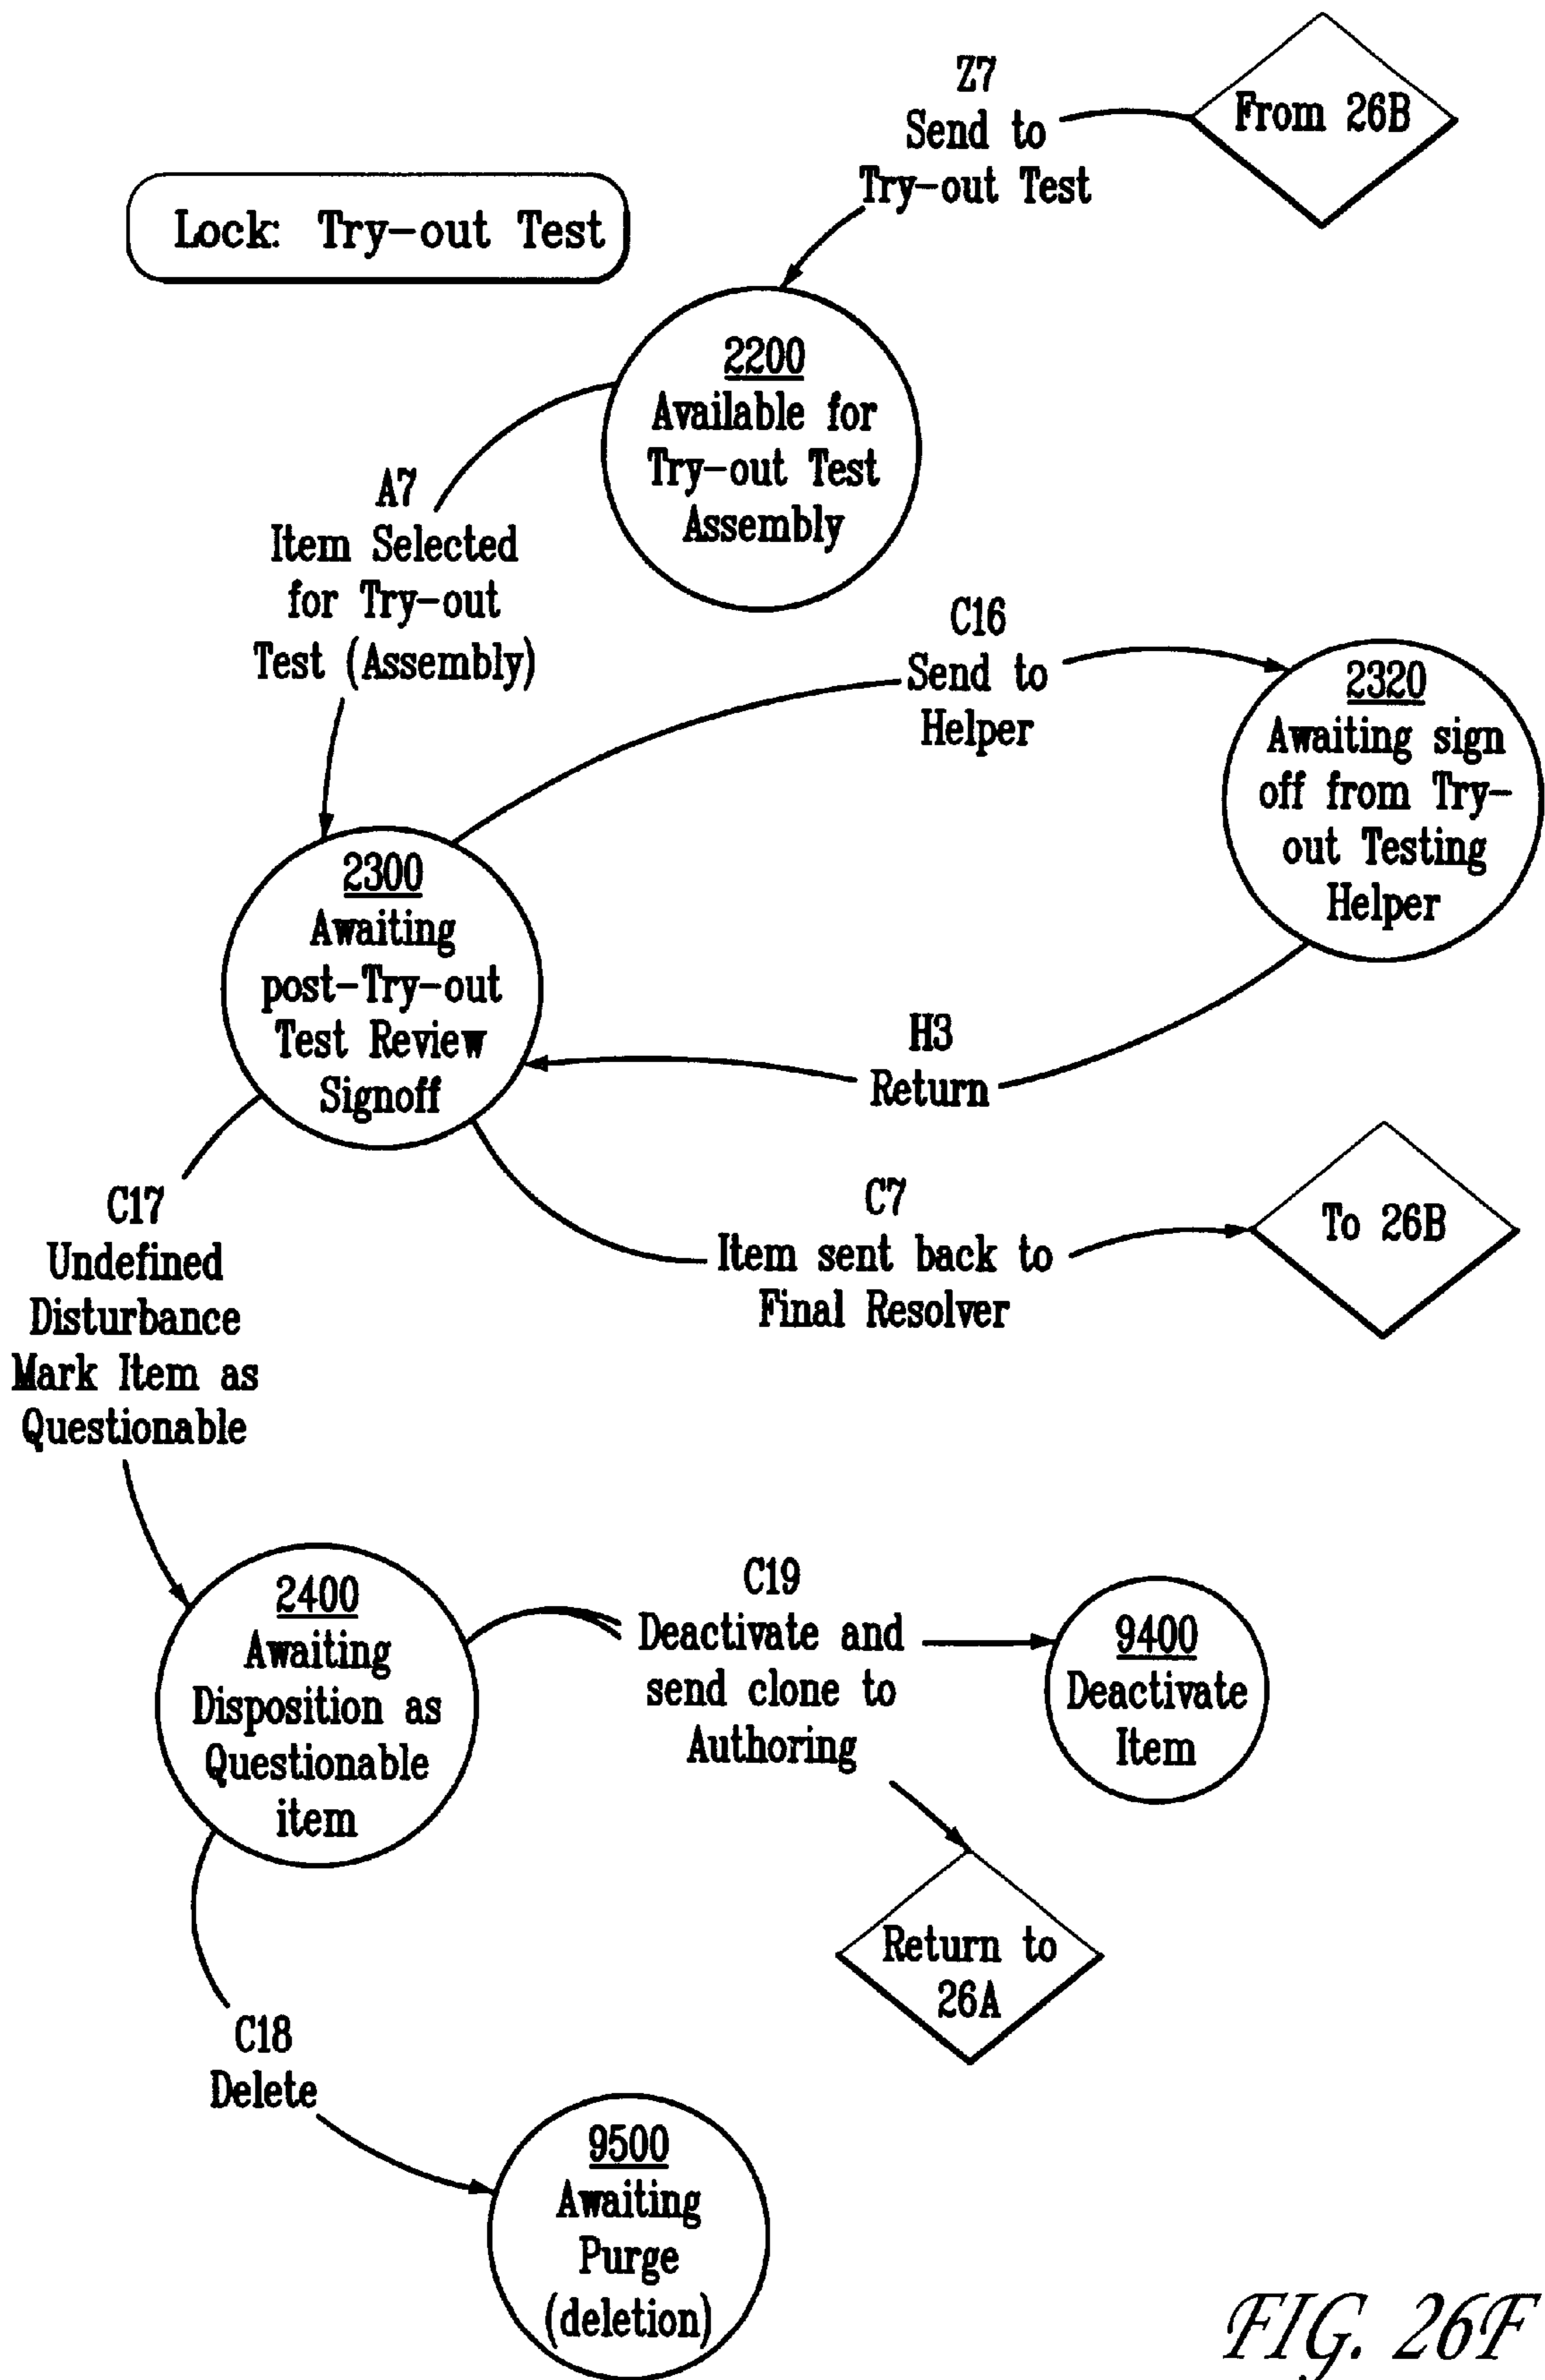 Z7
Send to
Try-out Test
From 26B
Lock: Try-out Test
2200
Available for
Try-out Test
Assembly
A7
Item Selected
for Try-out
Test (Assembly)
C16
Send to
Helper
2320
Awaiting sign
off from Try-
out Testing
Helper
2300
Awaiting
post-Try-out
Test Review
Signoff
H3
Return
C7
Item sent back to
Final Resolver
To 26B
C17
Undefined
Disturbance
Mark Item as
Questionable
2400
Awaiting
Disposition as
Questionable
item
C19
Deactivate and
send clone to
Authoring
9400
Deactivate
Item
Return to
26A
C18
Delete
9500
Awaiting
Purge
(deletion)
FIG. 26F